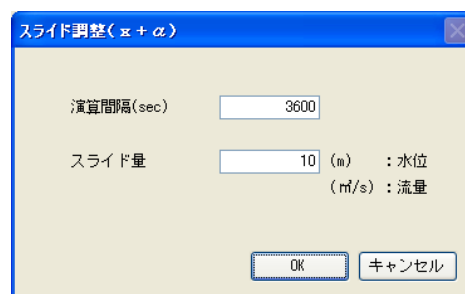 スライド調整(x+α)
演算間隔(sec) 3600
スライド量 10 (m) :水位
(㎥/s) :流量
OK キャンセル